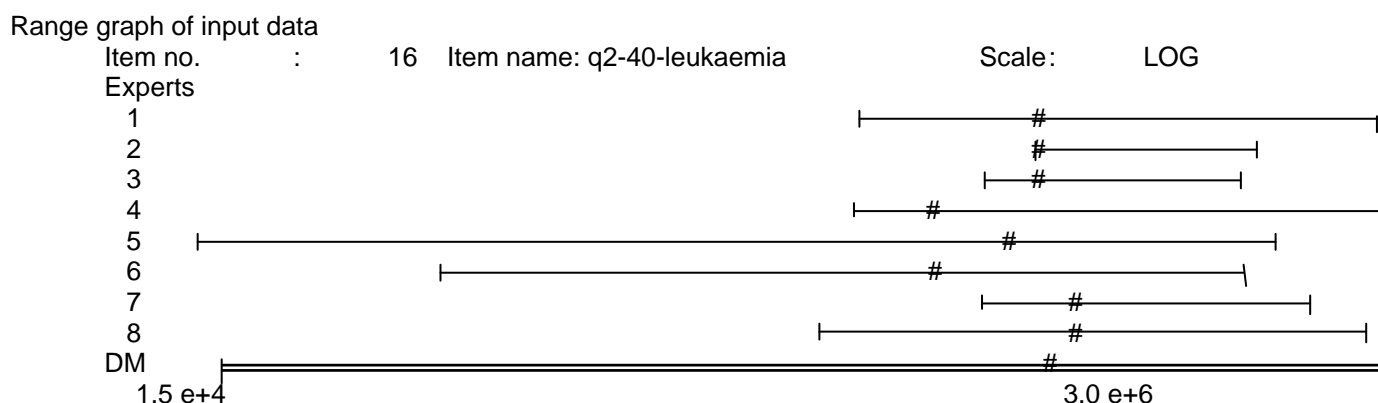 Range graph of input data
Item no. : 16 Item name: q2-40-leukaemia Scale: LOG
Experts
1 #
2 #
3 #
4 #
5 #
6 #
7 #
8 #
DM #
1.5 e+4 3.0 e+6